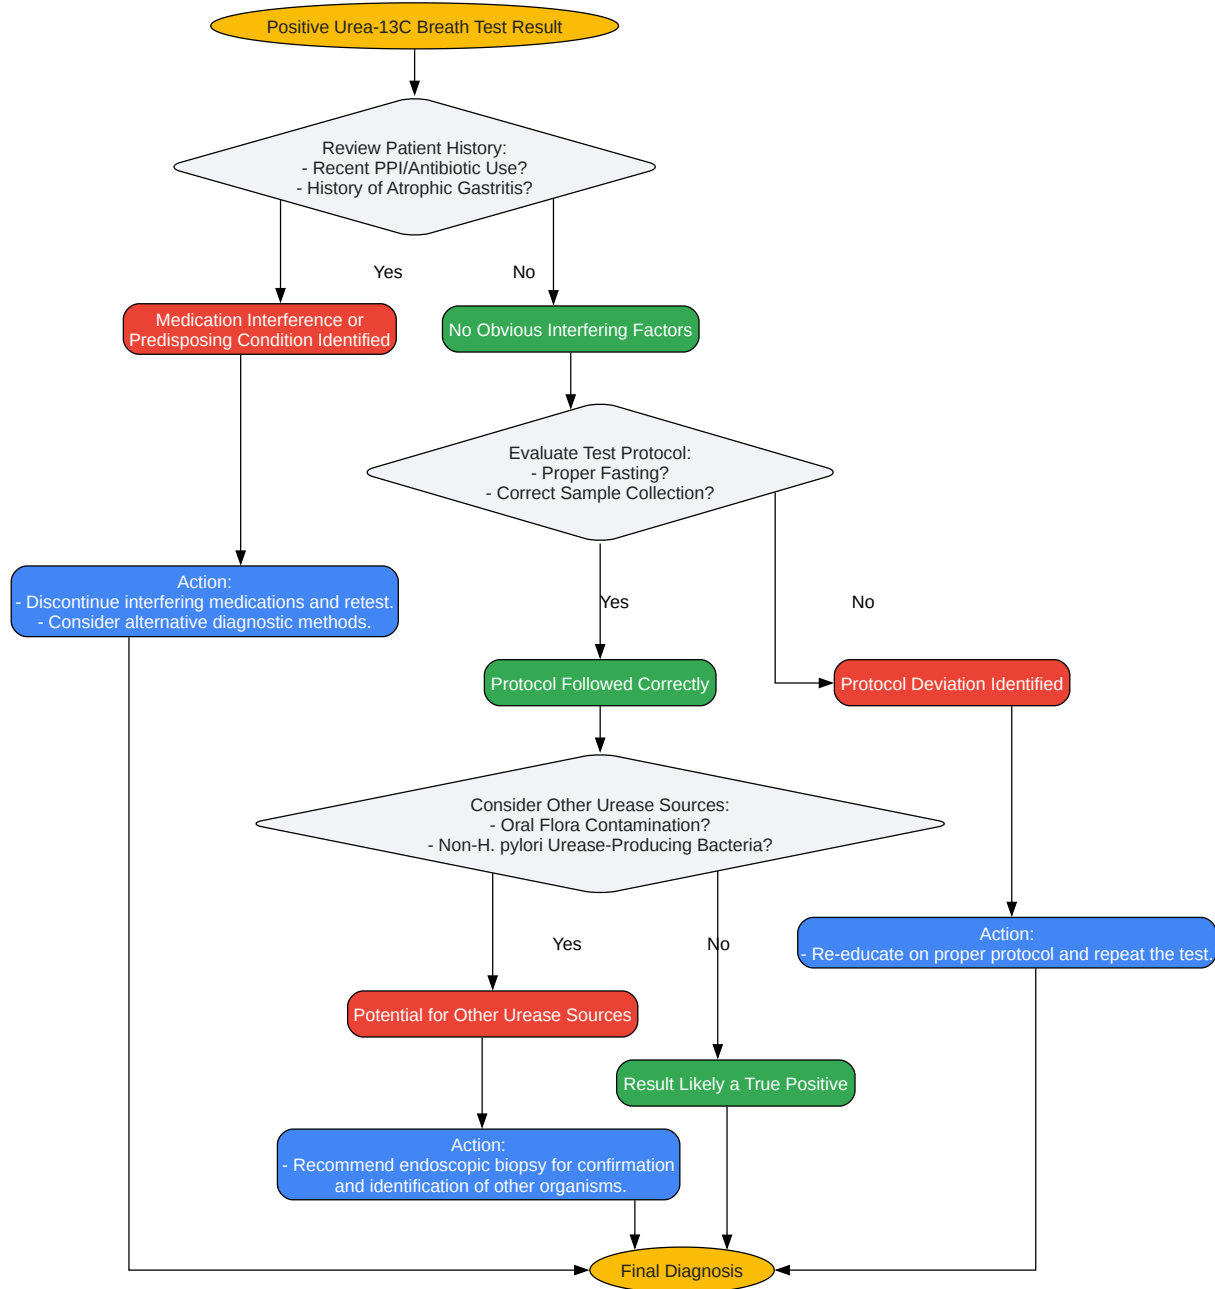 Positive Urea-13C Breath Test Result
Review Patient History:
- Recent PPI/Antibiotic Use?
- History of Atrophic Gastritis?
Yes
No
Medication Interference or
Predisposing Condition Identified
No Obvious Interfering Factors
Evaluate Test Protocol:
- Proper Fasting?
- Correct Sample Collection?
Action:
- Discontinue interfering medications and retest.
- Consider alternative diagnostic methods.
Yes
No
Protocol Followed Correctly
Protocol Deviation Identified
Consider Other Urease Sources:
- Oral Flora Contamination?
- Non-H. pylori Urease-Producing Bacteria?
Yes
No
Action:
- Re-educate on proper protocol and repeat the test.
Potential for Other Urease Sources
Result Likely a True Positive
Action:
- Recommend endoscopic biopsy for confirmation
and identification of other organisms.
Final Diagnosis